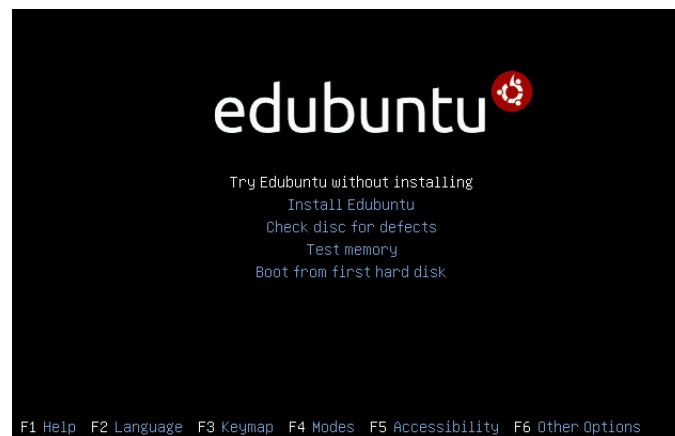 edubuntu
Try Edubuntu without installing
Install Edubuntu
Check disc for defects
Test memory
Boot from first hard disk
F1 Help F2 Language F3 Keymap F4 Modes F5 Accessibility F6 Other Options